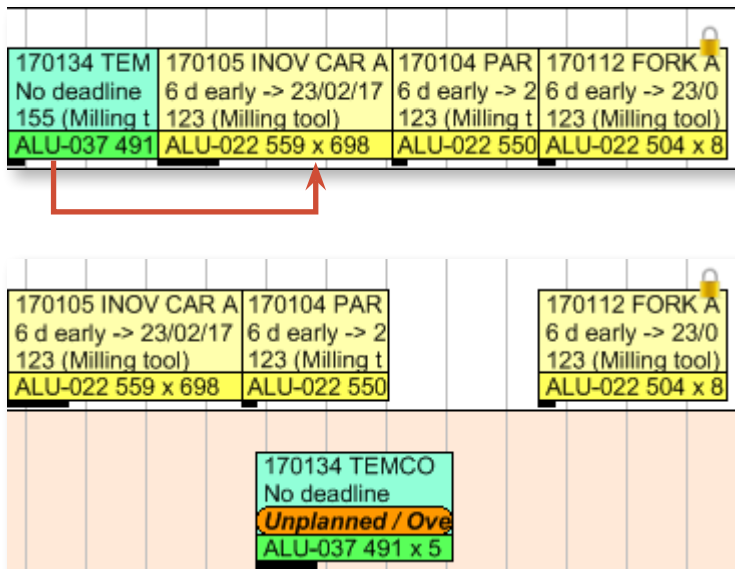 170134 TEM
No deadline
155 (Milling t
ALU-037 491
170105 INOV CAR A
6 d early -> 23/02/17
123 (Milling tool)
ALU-022 559 x 698
170104 PAR
6 d early -> 2
123 (Milling t
ALU-022 550
170112 FORK A
6 d early -> 23/0
123 (Milling tool)
ALU-022 504 x 8
170105 INOV CAR A
6 d early -> 23/02/17
123 (Milling tool)
ALU-022 559 x 698
170104 PAR
6 d early -> 2
123 (Milling t
ALU-022 550
170112 FORK A
6 d early -> 23/0
123 (Milling tool)
ALU-022 504 x 8
170134 TEMCO
No deadline
Unplanned / Ove
ALU-037 491 x 5